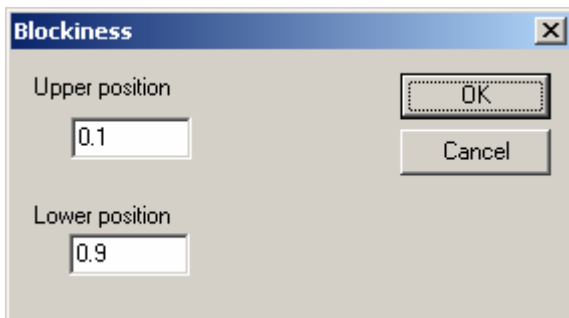 Blockiness
Upper position
0.1
OK
Cancel
Lower position
0.9